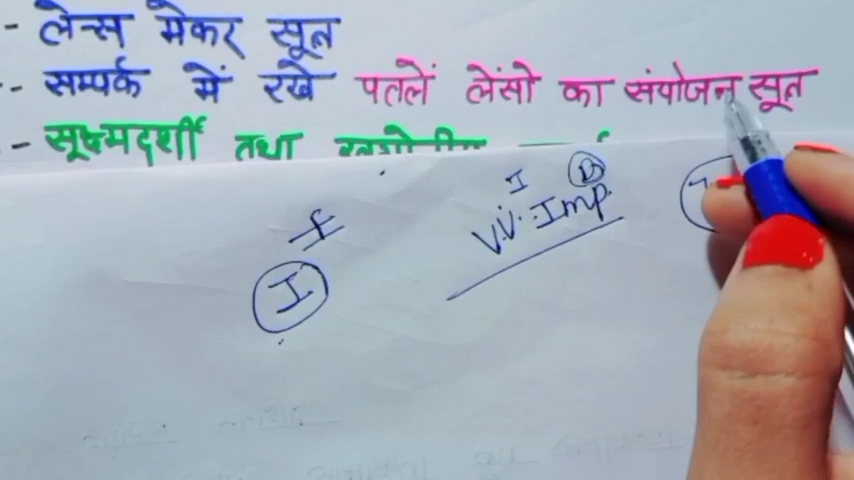 - लेन्स मेकर सूत्र
- सम्पर्क में रखे पतलें लेंसो का संयोजन सूत्र
- सूक्ष्मदर्शी तथा
I
V.V. Imp.
I